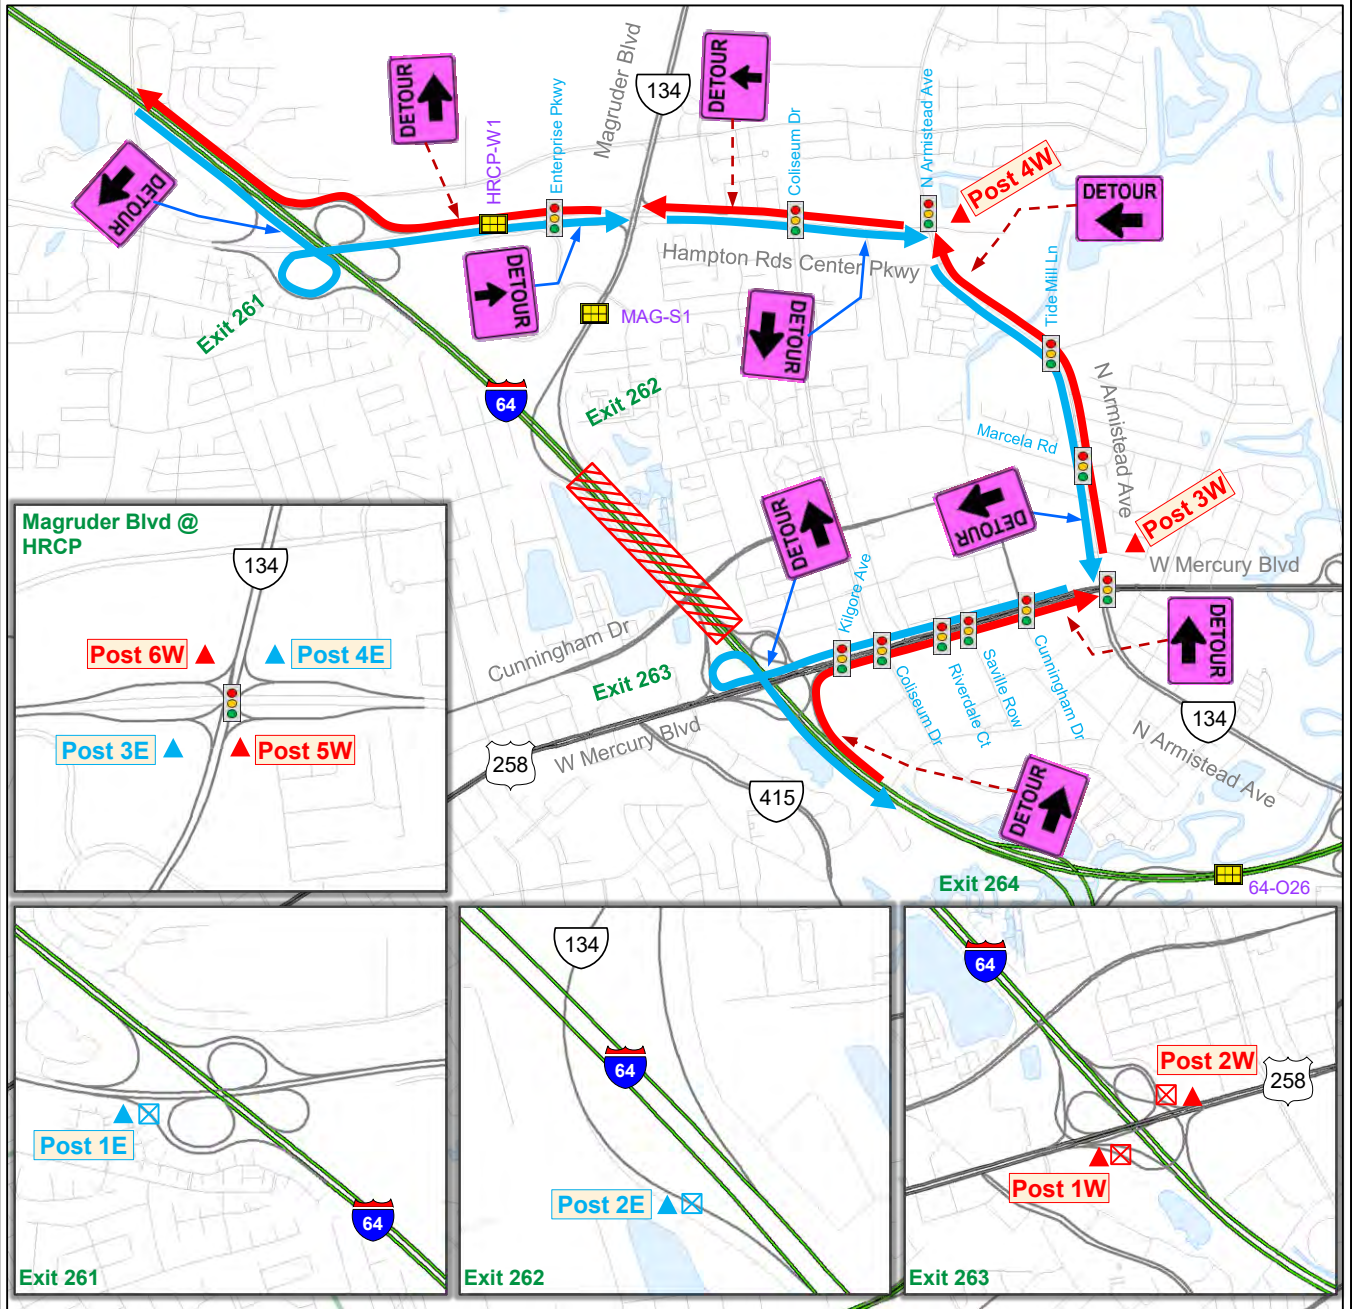 Magruder Blvd
134
DETOUR
DETOUR
Enterprise Pkwy
HRCP-W1
Coliseum Dr
N Armistead Ave
Post 4W
DETOUR
DETOUR
Hampton Rds Center Pkwy
Tide Mill Ln
DETOUR
MAG-S1
DETOUR
Exit 261
Exit 262
64
N Armistead Ave
Marcela Rd
Post 3W
DETOUR
DETOUR
W Mercury Blvd
Kilgore Ave
Cunningham Dr
Exit 263
Coliseum Dr
Riverdale Ct
Saville Row
Cunningham Dr
DETOUR
134
N Armistead Ave
W Mercury Blvd
258
415
DETOUR
Exit 264
64-O26
Magruder Blvd @
HRCP
134
Post 6W
Post 4E
Post 3E
Post 5W
Post 1E
64
Exit 261
134
64
Post 2E
Exit 262
64
Post 2W
258
Post 1W
Exit 263